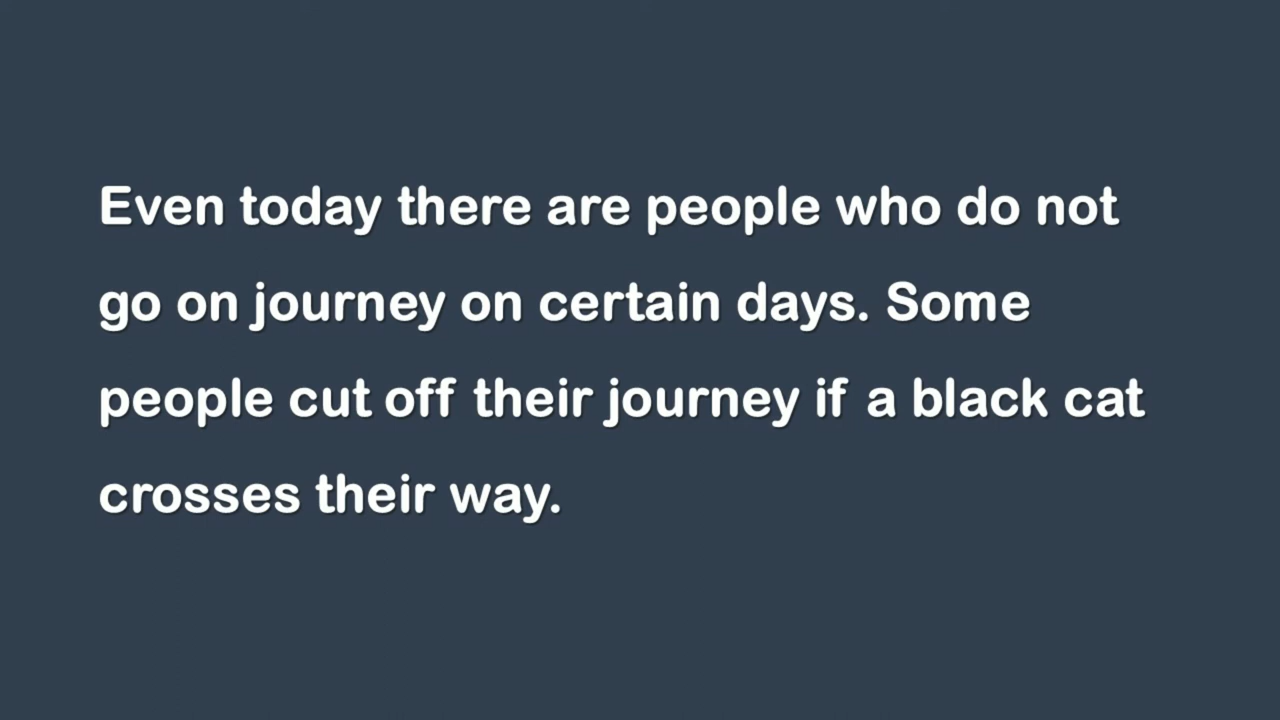 Even today there are people who do not
go on journey on certain days. Some
people cut off their journey if a black cat
crosses their way.